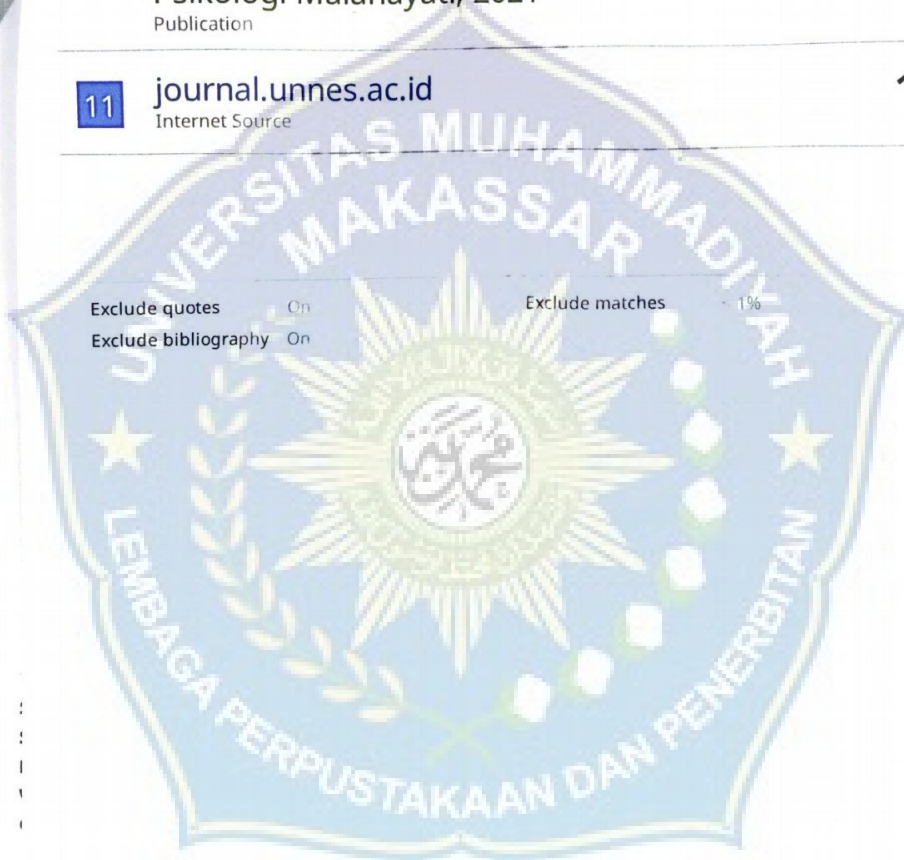 Publication
11 journal.unnes.ac.id
Internet Source
UNIVERSITAS MUHAMMADIYAH
MAKASSAR
Exclude quotes On
Exclude matches 1%
Exclude bibliography On
LEMBAGA PERPUSTAKAAN DAN PENERBITAN